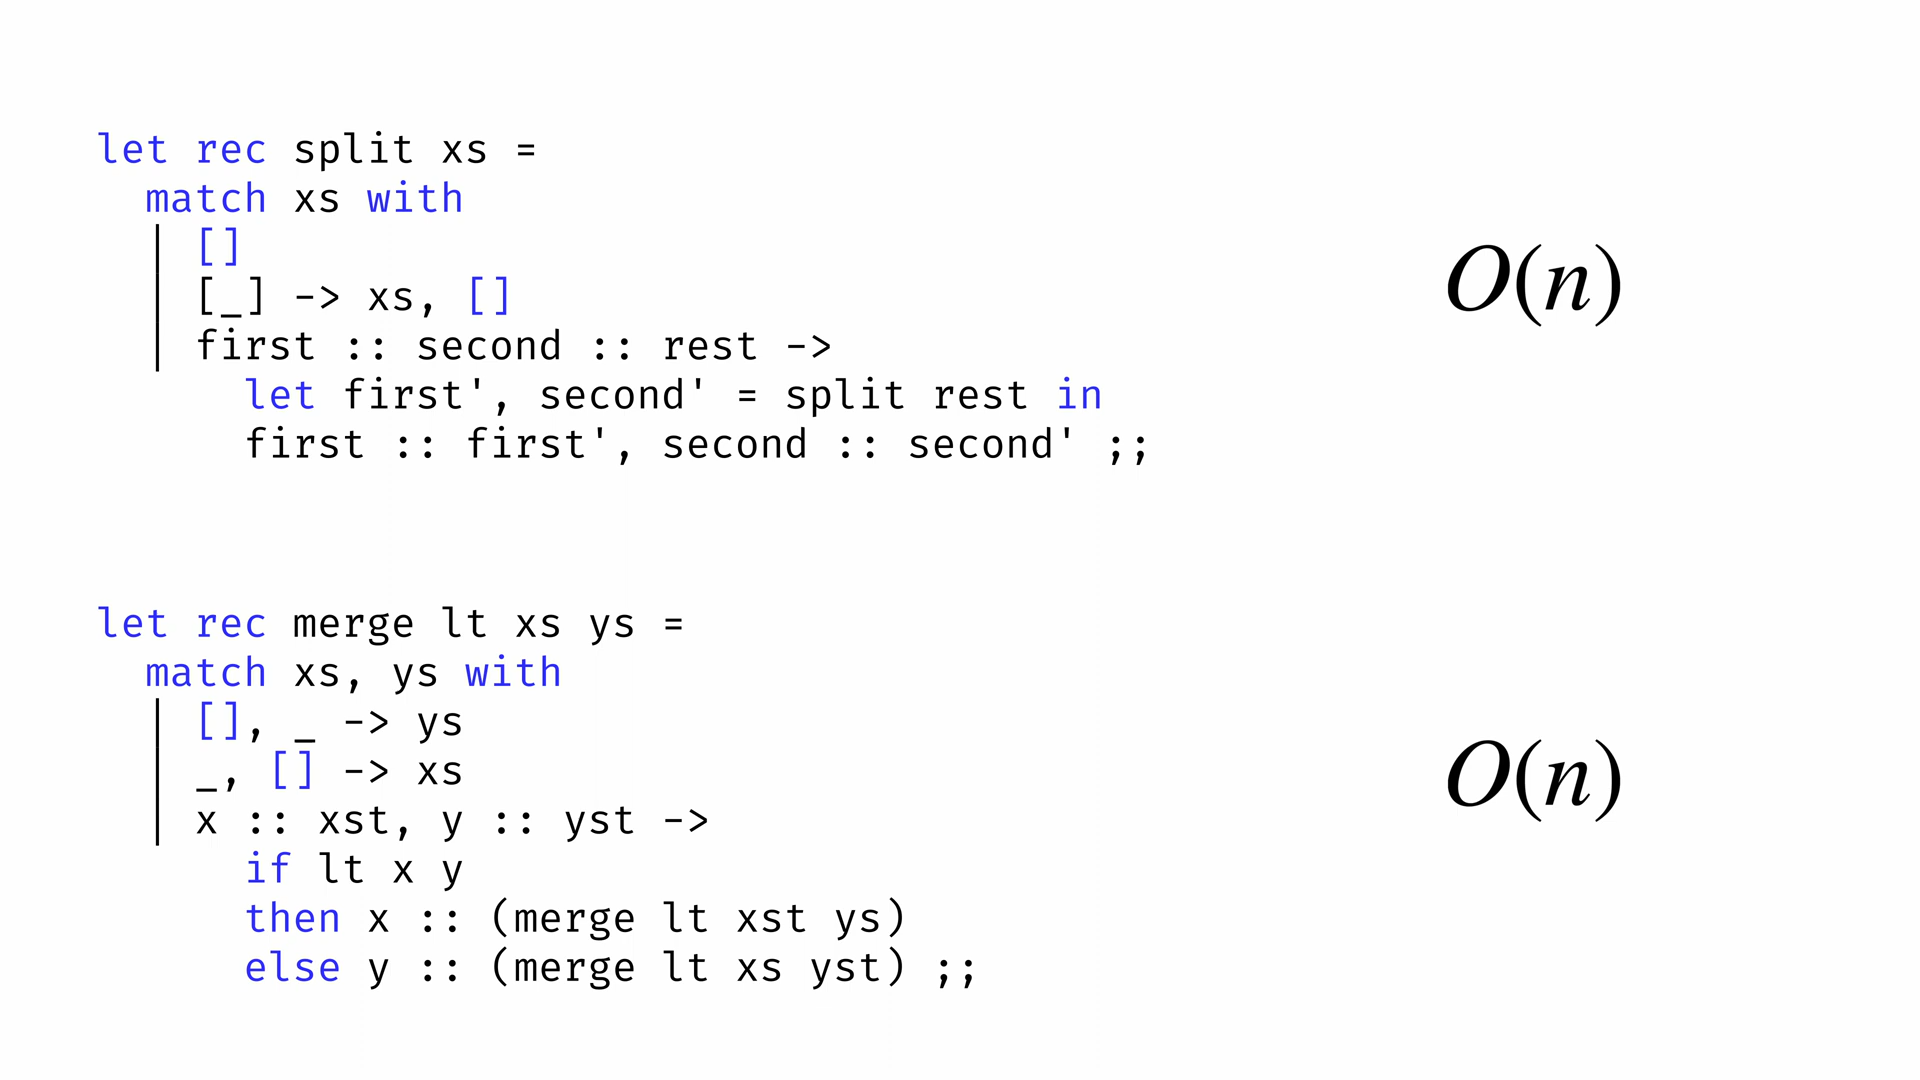 let rec split xs =
  match xs with
  | []
  | [_] -> xs, []
  | first :: second :: rest ->
      let first', second' = split rest in
      first :: first', second :: second' ;;
O(n)
let rec merge lt xs ys =
  match xs, ys with
  | [], _ -> ys
  | _, [] -> xs
  | x :: xst, y :: yst ->
      if lt x y
      then x :: (merge lt xst ys)
      else y :: (merge lt xs yst) ;;
O(n)